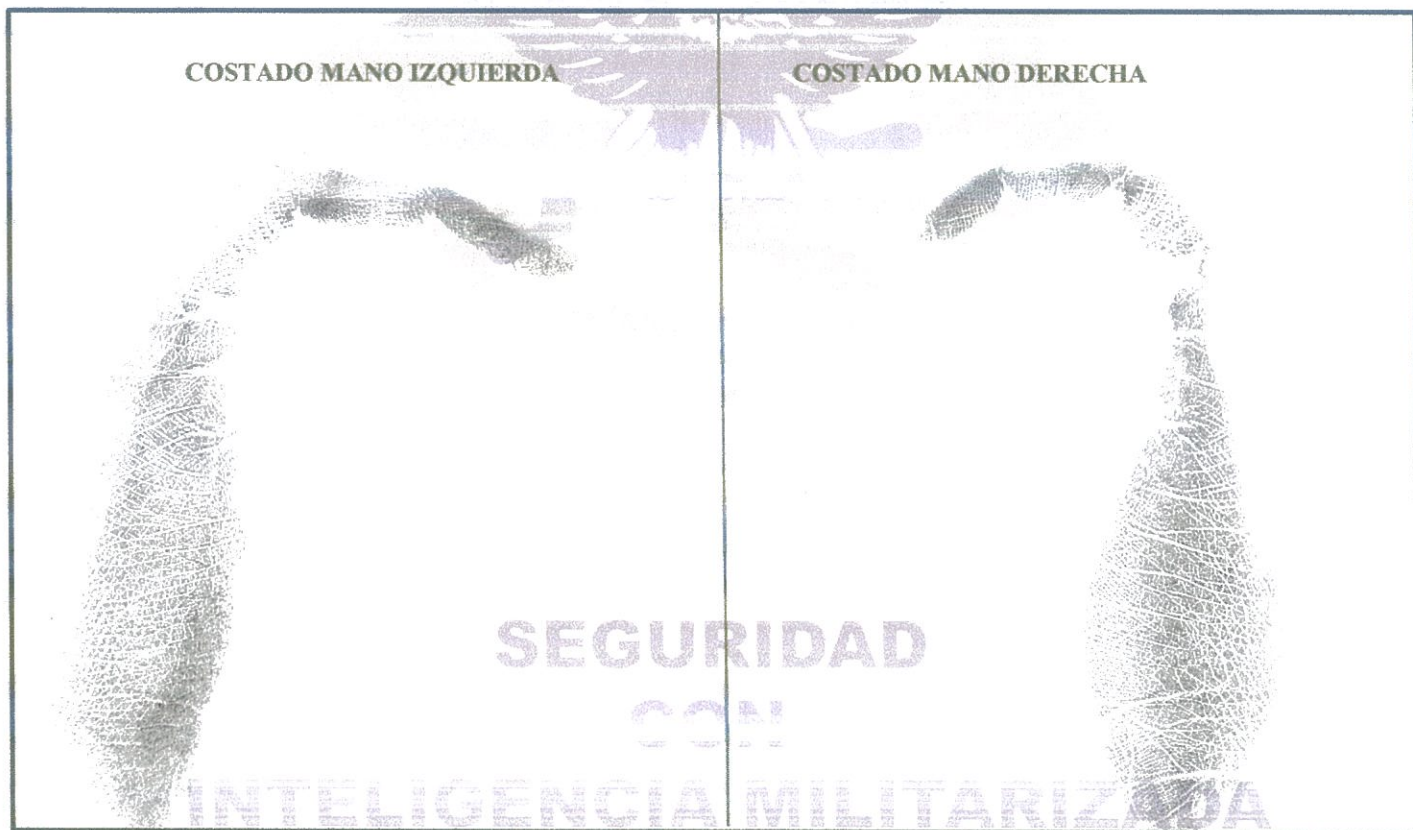 COSTADO MANO IZQUIERDA
COSTADO MANO DERECHA
SEGURIDAD
CON
INTELIGENCIA MILITARIZADA